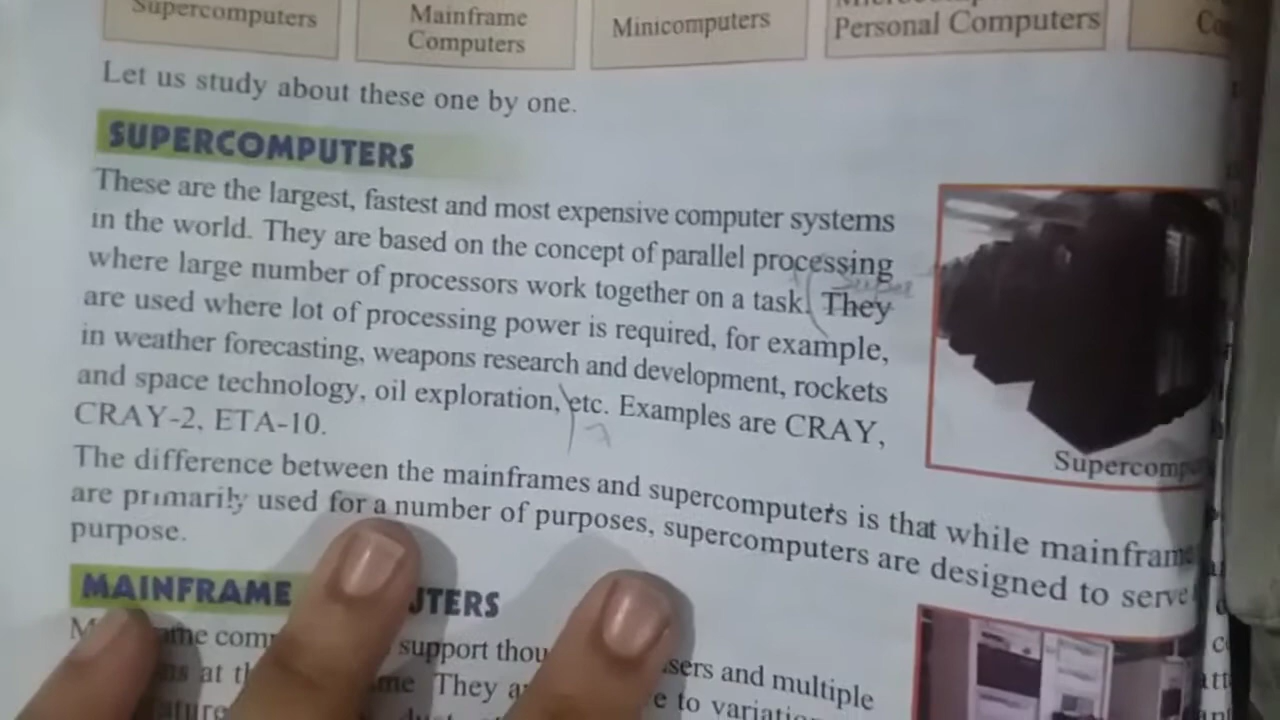 Supercomputers
Mainframe
Computers
Minicomputers
Personal Computers
Let us study about these one by one.
SUPERCOMPUTERS
These are the largest, fastest and most expensive computer systems
in the world. They are based on the concept of parallel processing
where large number of processors work together on a task. They
are used where lot of processing power is required, for example,
in weather forecasting, weapons research and development, rockets
and space technology, oil exploration, etc. Examples are CRAY,
CRAY-2, ETA-10.
The difference between the mainframes and supercomputers is that while mainframe
are primarily used for a number of purposes, supercomputers are designed to serve
purpose.
MAINFRAME
support
sers and multiple
at
They
to